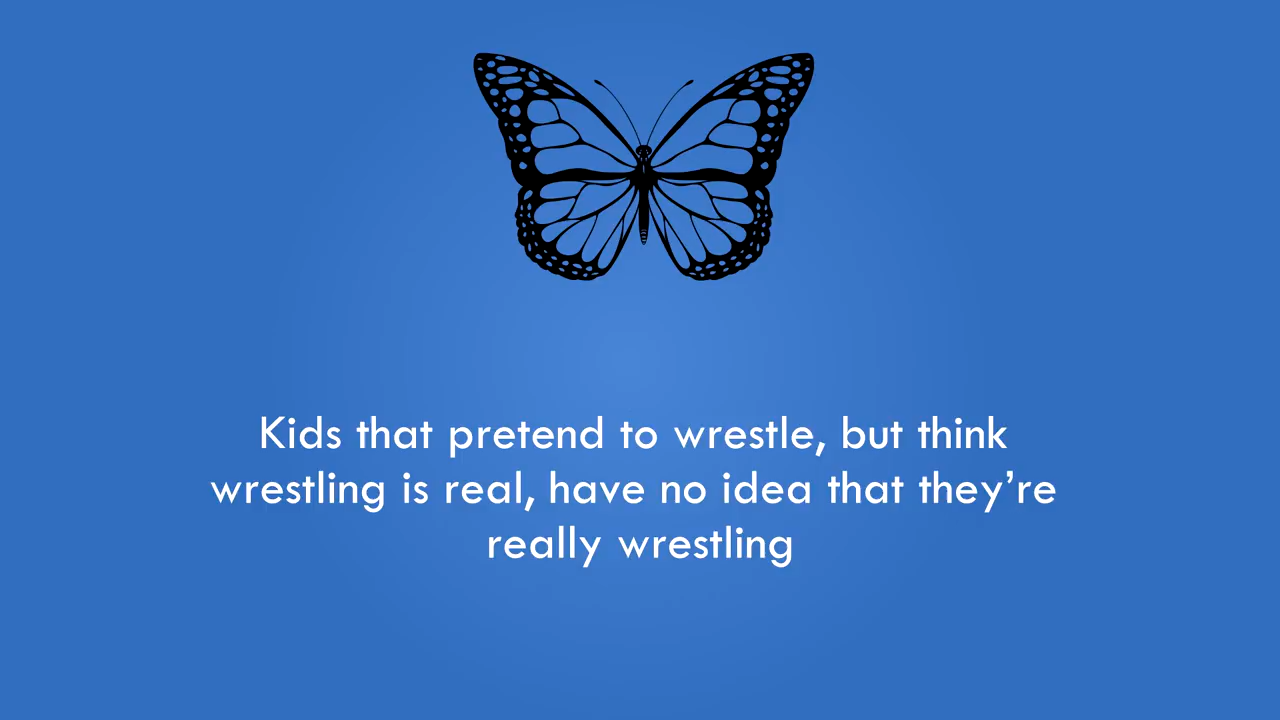 Kids that pretend to wrestle, but think
wrestling is real, have no idea that they’re
really wrestling